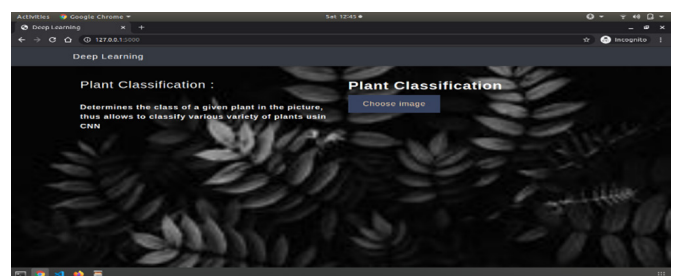 Activities Google Chrome Sat 12:43
Deep Learning
127.0.0.1:5000 Incognito
Deep Learning
Plant Classification :
Determines the class of a given plant in the picture,
thus allows to classify various variety of plants usin
CNN
Plant Classification
Choose image